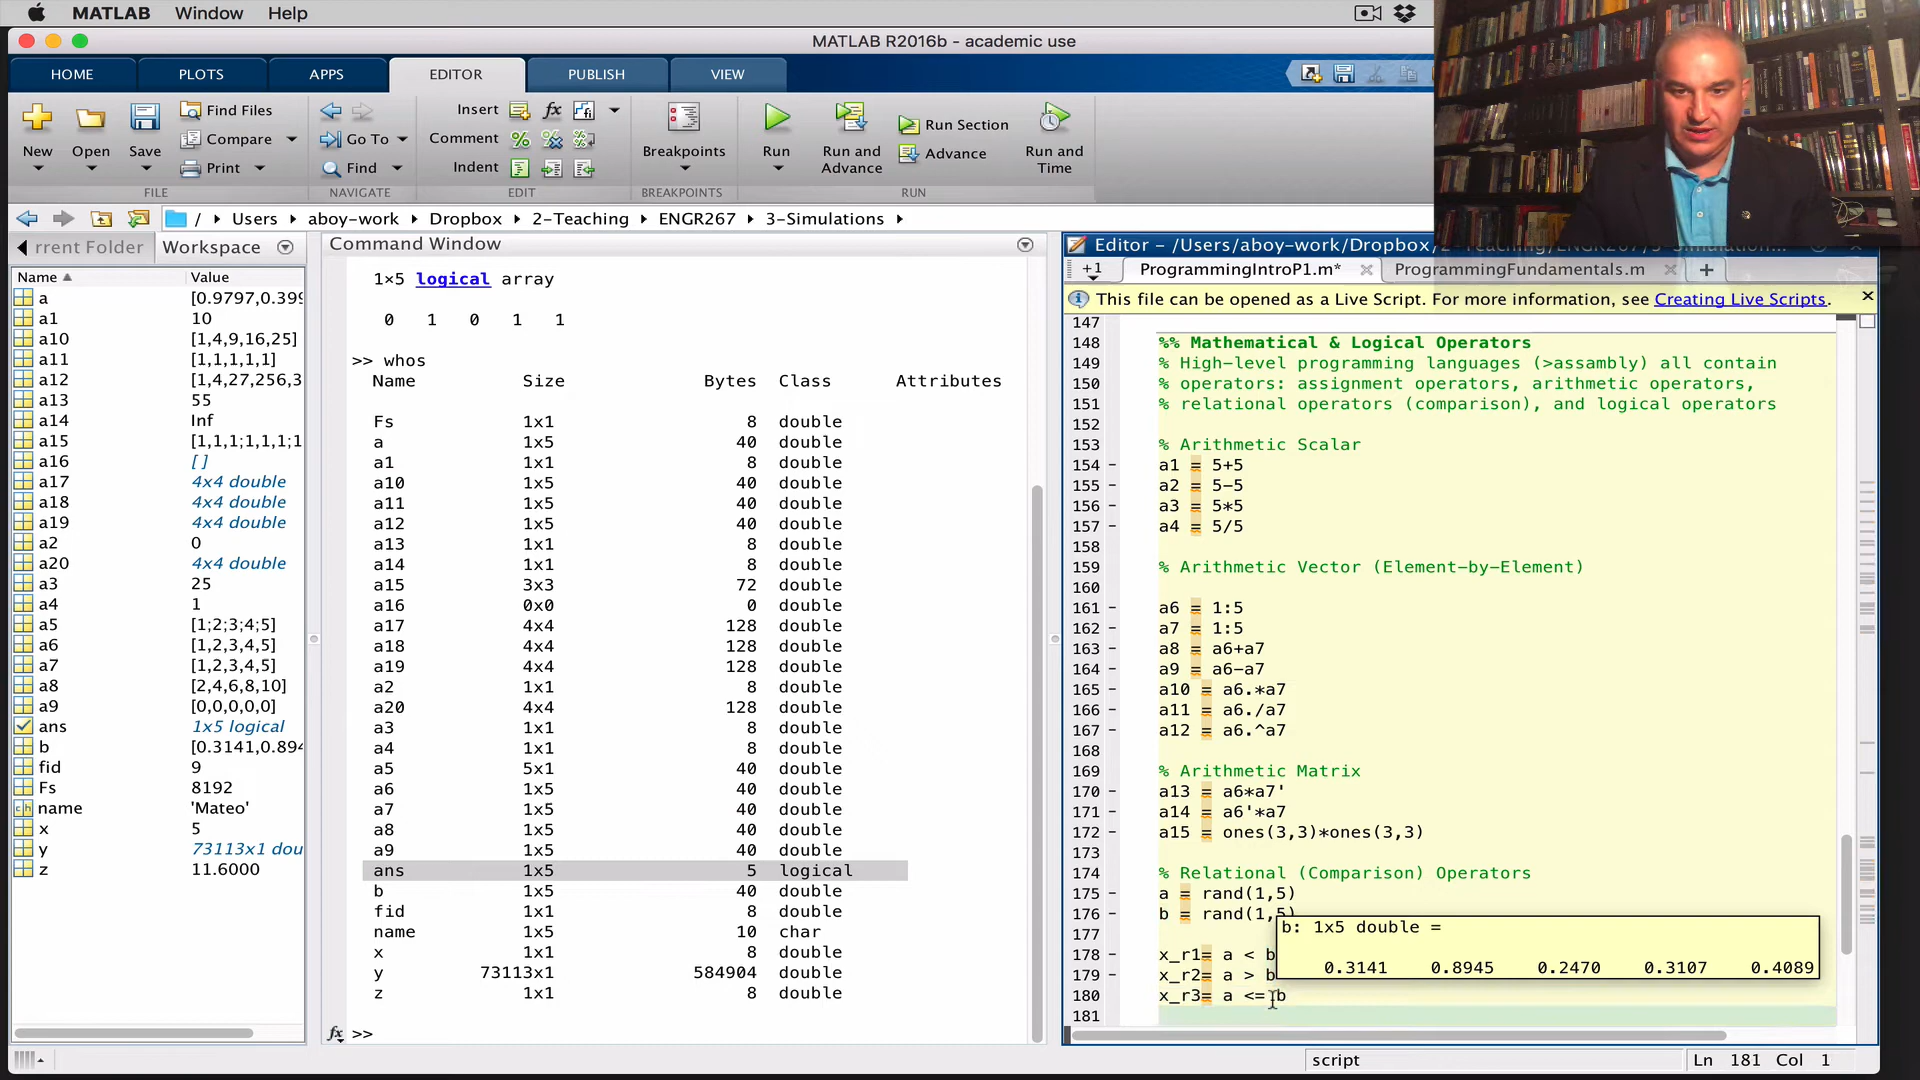 MATLAB Window Help
MATLAB R2016b - academic use
HOME PLOTS APPS EDITOR PUBLISH VIEW
New Open Save Find Files Compare Print
FILE
Go To Find
NAVIGATE
Insert fx
Comment
Indent
EDIT
Breakpoints
BREAKPOINTS
Run Run and Advance Run Section Advance Run and Time
RUN
/ Users aboy-work Dropbox 2-Teaching ENGR267 3-Simulations
rrent Folder Workspace
Name Value
a [0.9797,0.399
a1 10
a10 [1,4,9,16,25]
a11 [1,1,1,1,1]
a12 [1,4,27,256,3
a13 55
a14 Inf
a15 [1,1,1;1,1,1;1
a16 []
a17 4x4 double
a18 4x4 double
a19 4x4 double
a2 0
a20 4x4 double
a3 25
a4 1
a5 [1;2;3;4;5]
a6 [1,2,3,4,5]
a7 [1,2,3,4,5]
a8 [2,4,6,8,10]
a9 [0,0,0,0,0]
ans 1x5 logical
b [0.3141,0.894
fid 9
Fs 8192
name 'Mateo'
x 5
y 73113x1 dou
z 11.6000
Command Window
1×5 logical array
0 1 0 1 1
>> whos
Name Size Bytes Class Attributes
Fs 1x1 8 double
a 1x5 40 double
a1 1x1 8 double
a10 1x5 40 double
a11 1x5 40 double
a12 1x5 40 double
a13 1x1 8 double
a14 1x1 8 double
a15 3x3 72 double
a16 0x0 0 double
a17 4x4 128 double
a18 4x4 128 double
a19 4x4 128 double
a2 1x1 8 double
a20 4x4 128 double
a3 1x1 8 double
a4 1x1 8 double
a5 5x1 40 double
a6 1x5 40 double
a7 1x5 40 double
a8 1x5 40 double
a9 1x5 40 double
ans 1x5 5 logical
b 1x5 40 double
fid 1x1 8 double
name 1x5 10 char
x 1x1 8 double
y 73113x1 584904 double
z 1x1 8 double
fx >>
Editor - /Users/aboy-work/Dropbox/2-Teaching/ENGR267/3-Simulation...
+1 ProgrammingIntroP1.m* ProgrammingFundamentals.m +
This file can be opened as a Live Script. For more information, see Creating Live Scripts.
147
148 %% Mathematical & Logical Operators
149 % High-level programming languages (>assambly) all contain
150 % operators: assignment operators, arithmetic operators,
151 % relational operators (comparison), and logical operators
152
153 % Arithmetic Scalar
154 - a1 = 5+5
155 - a2 = 5-5
156 - a3 = 5*5
157 - a4 = 5/5
158
159 % Arithmetic Vector (Element-by-Element)
160
161 - a6 = 1:5
162 - a7 = 1:5
163 - a8 = a6+a7
164 - a9 = a6-a7
165 - a10 = a6.*a7
166 - a11 = a6./a7
167 - a12 = a6.^a7
168
169 % Arithmetic Matrix
170 - a13 = a6*a7'
171 - a14 = a6'*a7
172 - a15 = ones(3,3)*ones(3,3)
173
174 % Relational (Comparison) Operators
175 - a = rand(1,5)
176 - b = rand(1,5)
177
178 - x_r1= a < b
179 - x_r2= a > b
180 - x_r3= a <= b
181
b: 1x5 double =
0.3141 0.8945 0.2470 0.3107 0.4089
script Ln 181 Col 1